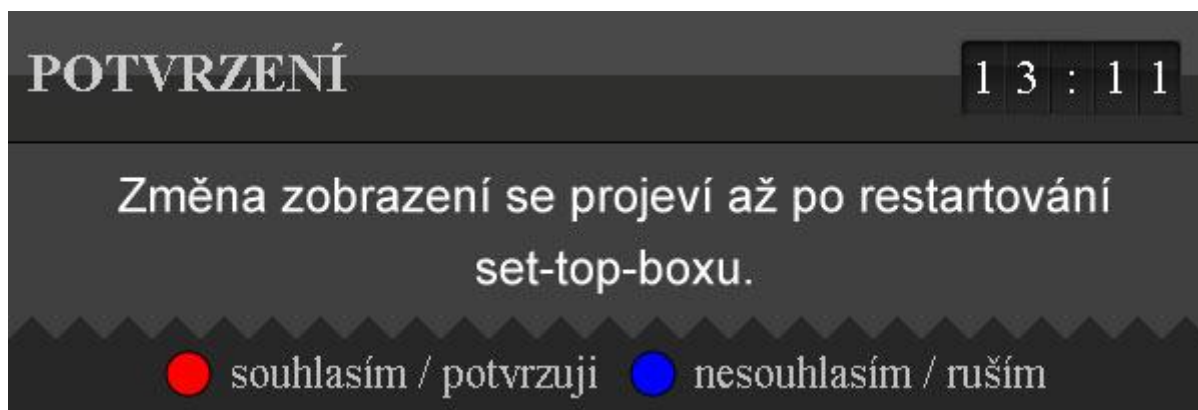 POTVRZENÍ 13:11
Změna zobrazení se projeví až po restartování
set-top-boxu.
souhlasím / potvrzuji nesouhlasím / ruším